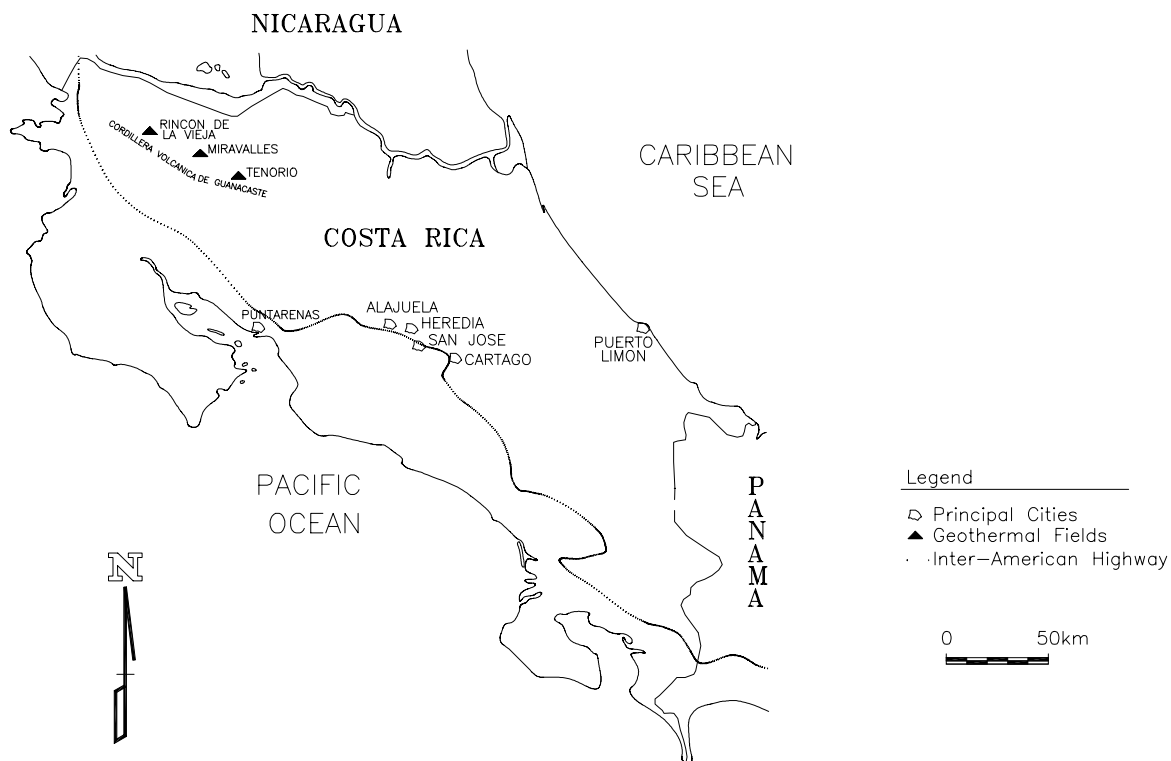 NICARAGUA
RINCON DE
LA VIEJA
MIRAVALLES
TENORIO
CORDILLERA VOLCANICA DE GUANACASTE
CARIBBEAN
SEA
COSTA RICA
PUNTARENAS
ALAJUELA
HEREDIA
SAN JOSE
CARTAGO
PUERTO
LIMON
PACIFIC
OCEAN
PANAMA
N
Legend
Principal Cities
Geothermal Fields
Inter-American Highway
0 50km